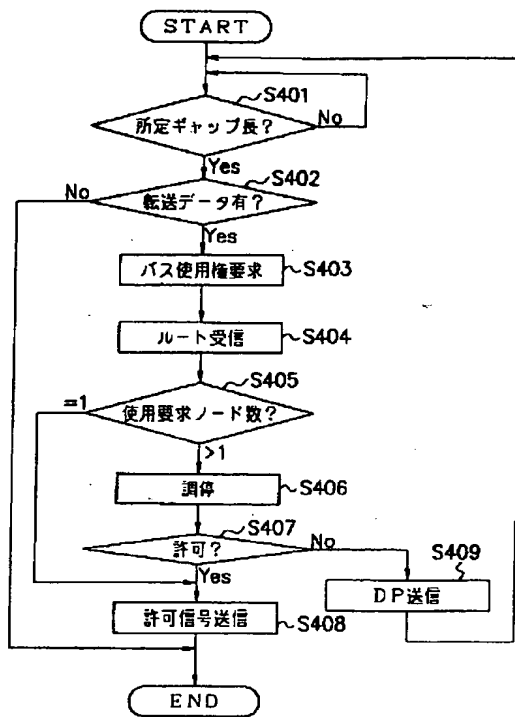 START
S401
所定ギャップ長?
No
Yes
S402
No
転送データ有?
Yes
バス使用権要求
S403
ルート受信
S404
S405
=1
使用要求ノード数?
>1
調停
S406
S407
許可?
No
Yes
S409
DP送信
許可信号送信
S408
END